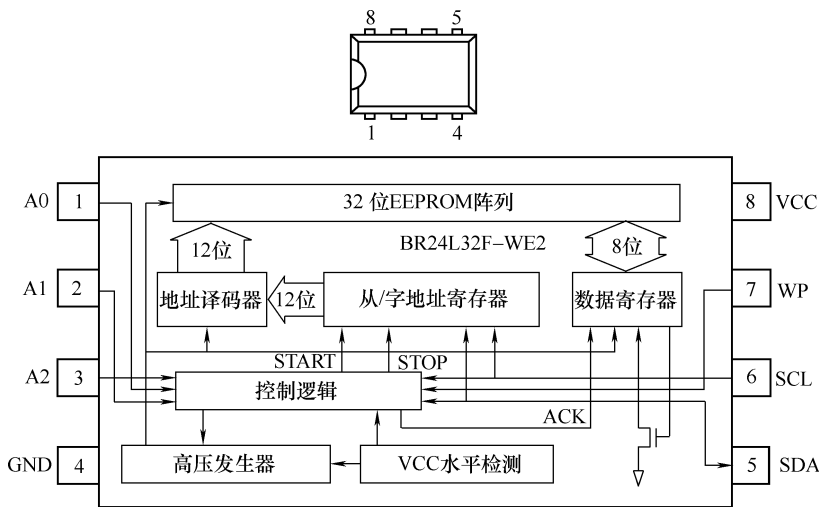 8 5
1 4
A0 1 32 位EEPROM阵列 8 VCC
12位 BR24L32F-WE2 8位
A1 2 地址译码器 12位 从/字地址寄存器 数据寄存器 7 WP
START STOP
A2 3 控制逻辑 6 SCL
ACK
GND 4 高压发生器 VCC水平检测 5 SDA